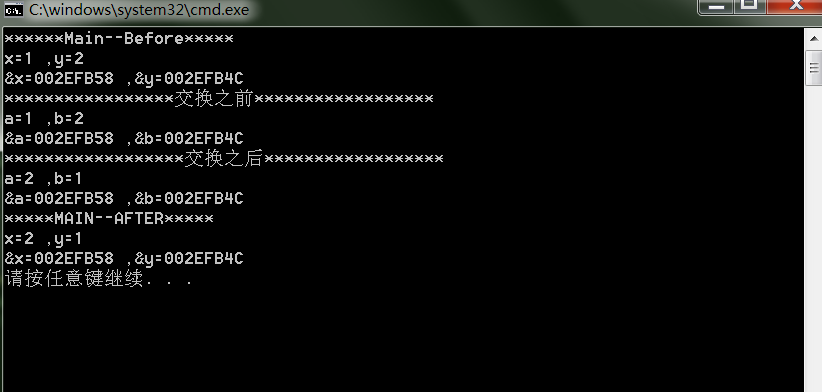 C:\windows\system32\cmd.exe
******Main--Before*****
x=1 ,y=2
&x=002EFB58 ,&y=002EFB4C
*****************交换之前******************
a=1 ,b=2
&a=002EFB58 ,&b=002EFB4C
******************交换之后******************
a=2 ,b=1
&a=002EFB58 ,&b=002EFB4C
*****MAIN--AFTER*****
x=2 ,y=1
&x=002EFB58 ,&y=002EFB4C
请按任意键继续. . .